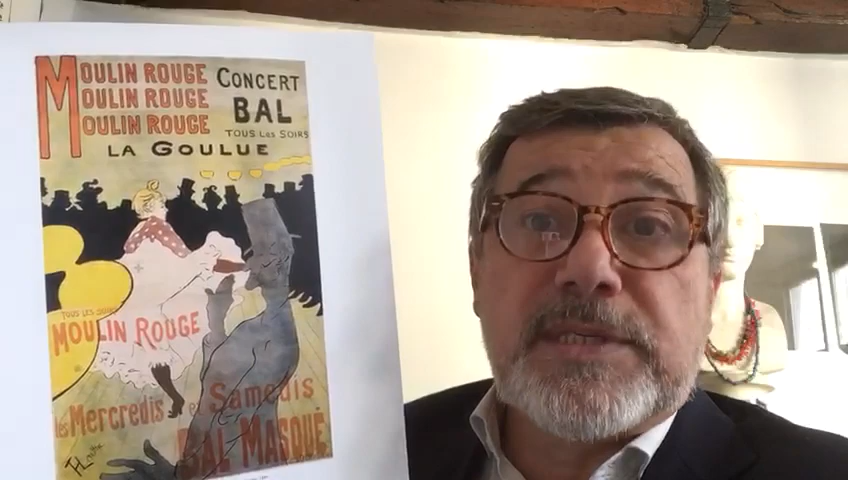 MOULIN ROUGE
MOULIN ROUGE
MOULIN ROUGE
CONCERT
BAL
TOUS LES SOIRS
LA GOULUE
TOUS LES SOIRS
MOULIN ROUGE
les Mercredis et Samedis
BAL MASQUÉ